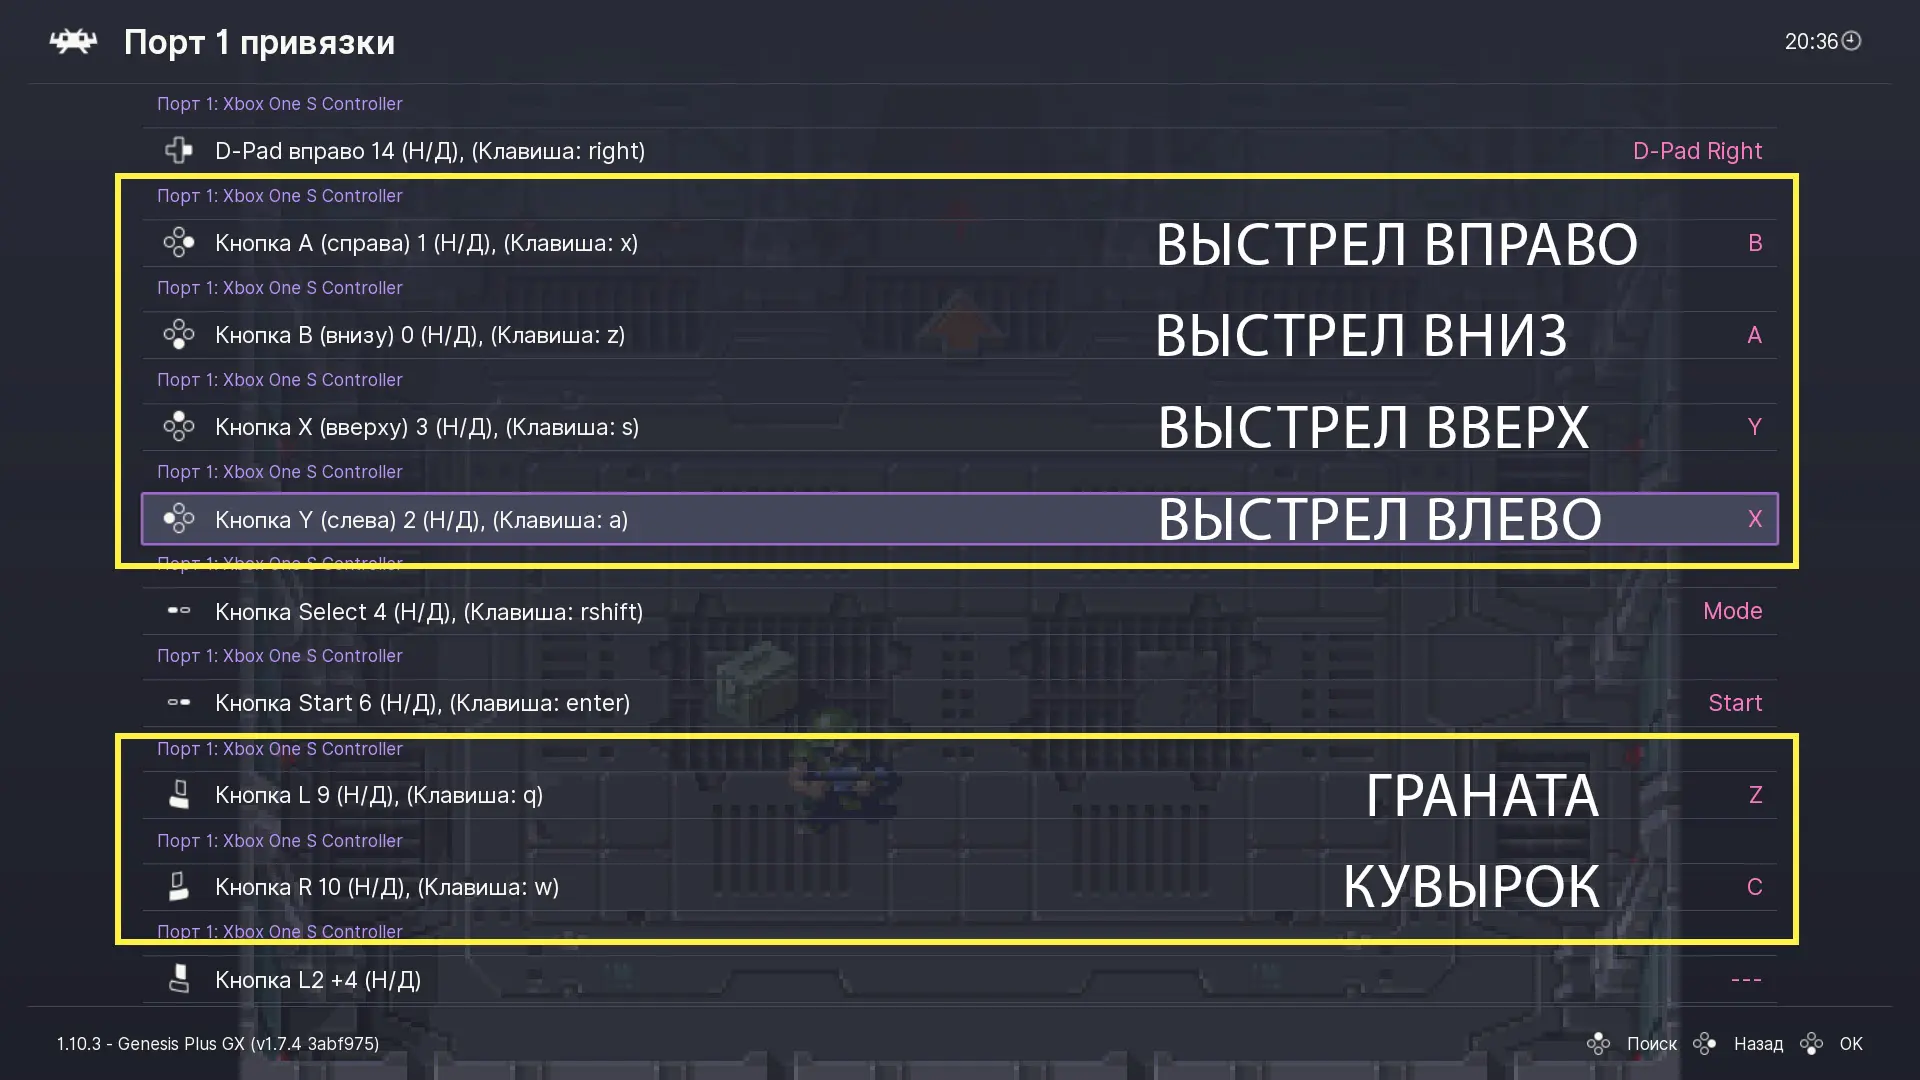 Порт 1 привязки
20:36
Порт 1: Xbox One S Controller
D-Pad вправо 14 (Н/Д), (Клавиша: right) D-Pad Right
Порт 1: Xbox One S Controller
Кнопка A (справа) 1 (Н/Д), (Клавиша: x) ВЫСТРЕЛ ВПРАВО B
Порт 1: Xbox One S Controller
Кнопка B (внизу) 0 (Н/Д), (Клавиша: z) ВЫСТРЕЛ ВНИЗ A
Порт 1: Xbox One S Controller
Кнопка X (вверху) 3 (Н/Д), (Клавиша: s) ВЫСТРЕЛ ВВЕРХ Y
Порт 1: Xbox One S Controller
Кнопка Y (слева) 2 (Н/Д), (Клавиша: a) ВЫСТРЕЛ ВЛЕВО X
Порт 1: Xbox One S Controller
Кнопка Select 4 (Н/Д), (Клавиша: rshift) Mode
Порт 1: Xbox One S Controller
Кнопка Start 6 (Н/Д), (Клавиша: enter) Start
Порт 1: Xbox One S Controller
Кнопка L 9 (Н/Д), (Клавиша: q) ГРАНАТА Z
Порт 1: Xbox One S Controller
Кнопка R 10 (Н/Д), (Клавиша: w) КУВЫРОК C
Порт 1: Xbox One S Controller
Кнопка L2 +4 (Н/Д) ---
1.10.3 - Genesis Plus GX (v1.7.4 3abf975) Поиск Назад OK